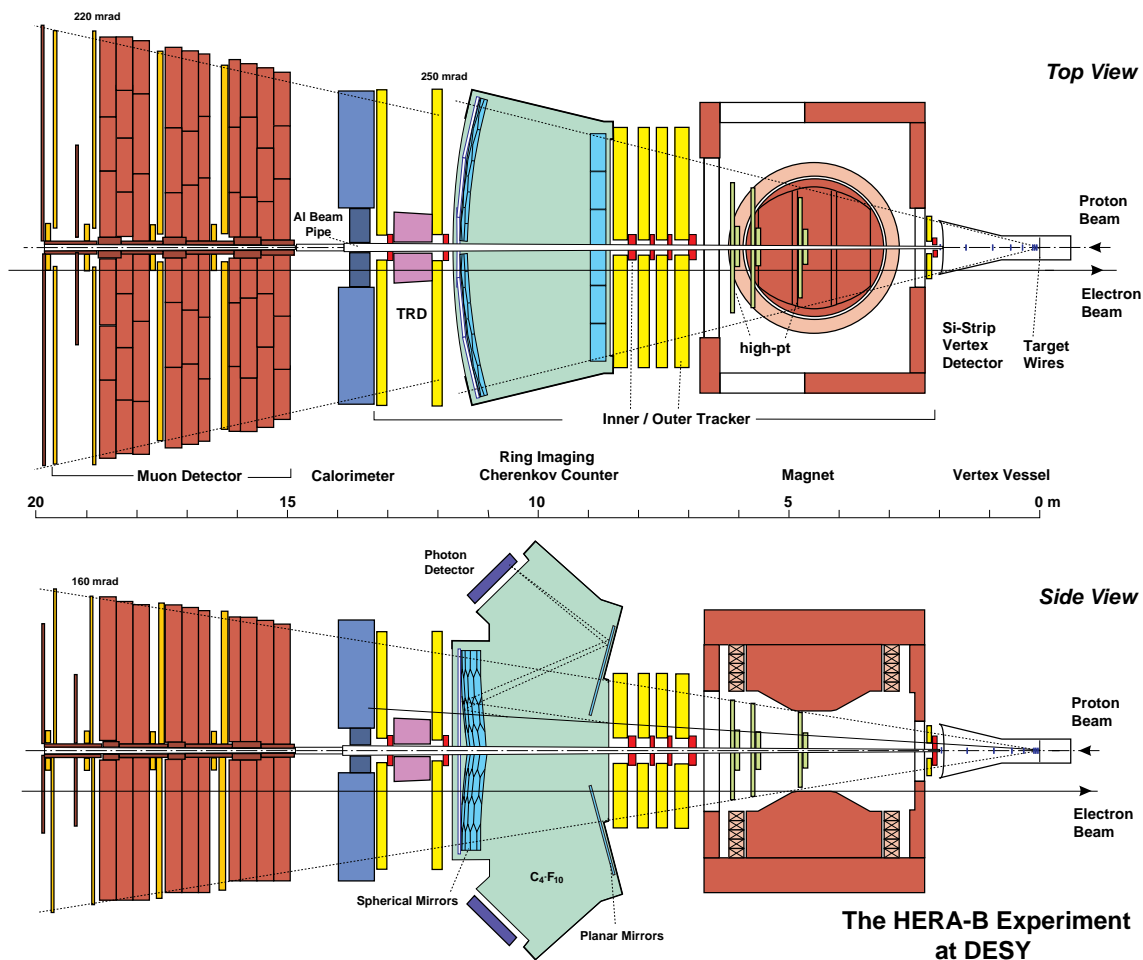 220 mrad
Top View
250 mrad
Al Beam
Pipe
Proton
Beam
Electron
Beam
TRD
high-pt
Si-Strip
Vertex
Detector
Target
Wires
Inner / Outer Tracker
Muon Detector
Calorimeter
Ring Imaging
Cherenkov Counter
Magnet
Vertex Vessel
20 15 10 5 0 m
Photon
Detector
160 mrad
Side View
Proton
Beam
Electron
Beam
C4F10
Spherical Mirrors
Planar Mirrors
The HERA-B Experiment
at DESY